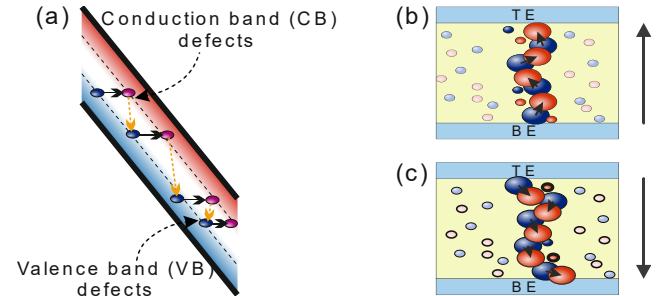 (a)
Conduction band (CB)
defects
Valence band (VB)
defects
(b)
TE
BE
(c)
TE
BE